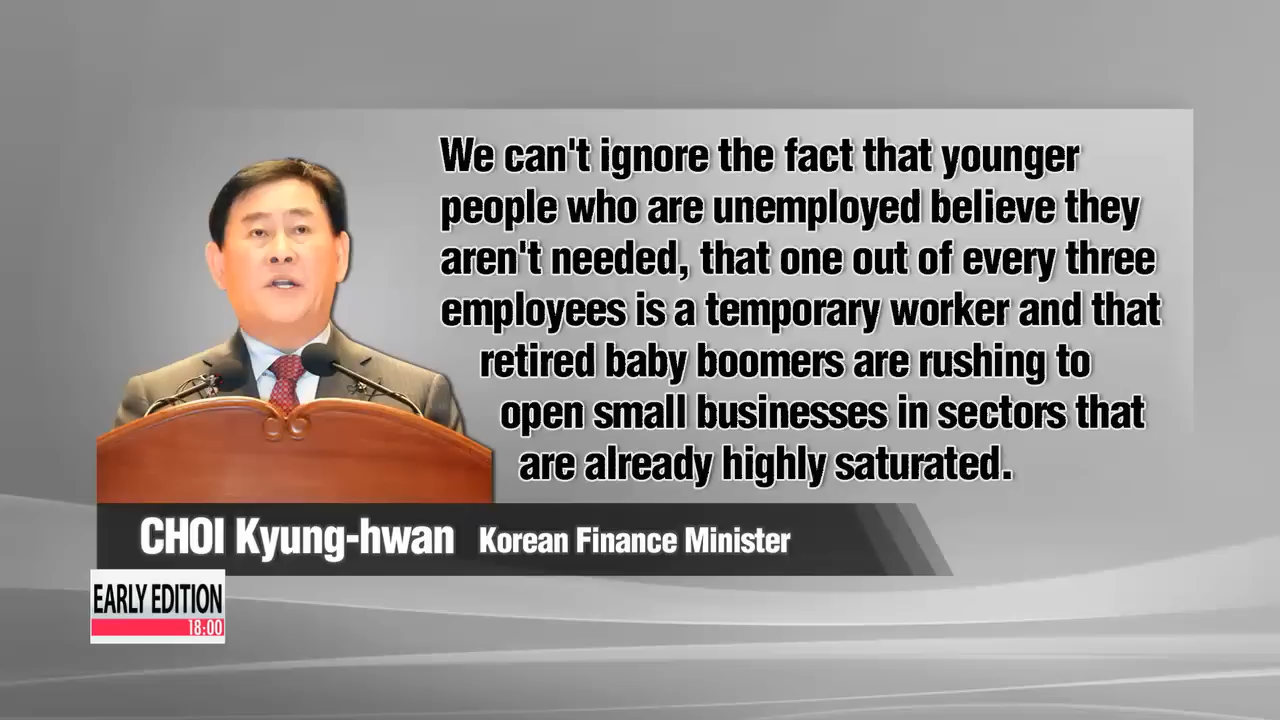 We can't ignore the fact that younger
people who are unemployed believe they
aren't needed, that one out of every three
employees is a temporary worker and that
retired baby boomers are rushing to
open small businesses in sectors that
are already highly saturated.
CHOI Kyung-hwan Korean Finance Minister
EARLY EDITION
18:00